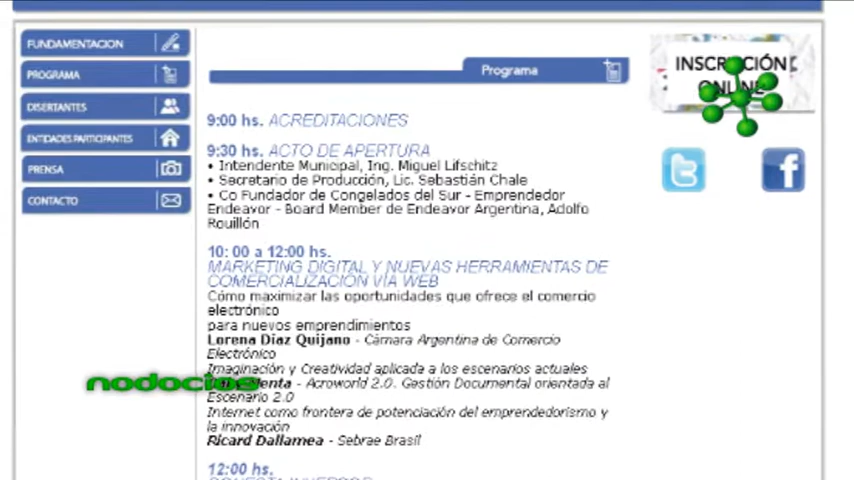 FUNDAMENTACION
PROGRAMA
DISERTANTES
ENTIDADES PARTICIPANTES
PRENSA
CONTACTO
Programa
INSCRIPCIÓN
ONLINE
9:00 hs. ACREDITACIONES
9:30 hs. ACTO DE APERTURA
• Intendente Municipal, Ing. Miguel Lifschitz
• Secretario de Producción, Lic. Sebastián Chale
• Co Fundador de Congelados del Sur - Emprendedor
Endeavor - Board Member de Endeavor Argentina, Adolfo
Rouillón
10: 00 a 12:00 hs.
MARKETING DIGITAL Y NUEVAS HERRAMIENTAS DE
COMERCIALIZACIÓN VIA WEB
Cómo maximizar las oportunidades que ofrece el comercio
electrónico
para nuevos emprendimientos
Lorena Díaz Quijano - Cámara Argentina de Comercio
Electrónico
Imaginación y Creatividad aplicada a los escenarios actuales
- Acroworld 2.0. Gestión Documental orientada al
Escenario 2.0
Internet como frontera de potenciación del emprendedorismo y
la innovación
Ricard Dallamea - Sebrae Brasil
12:00 hs.
nodocios